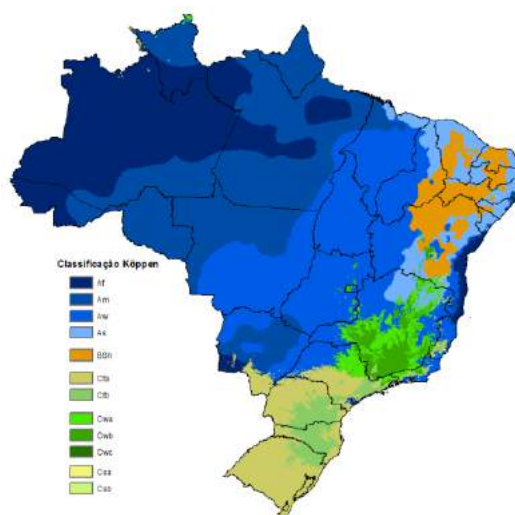 Classificação Köppen
Af
Am
Aw
As
BSh
Cfa
Cfb
Cwa
Cwb
Cwc
Csa
Csb